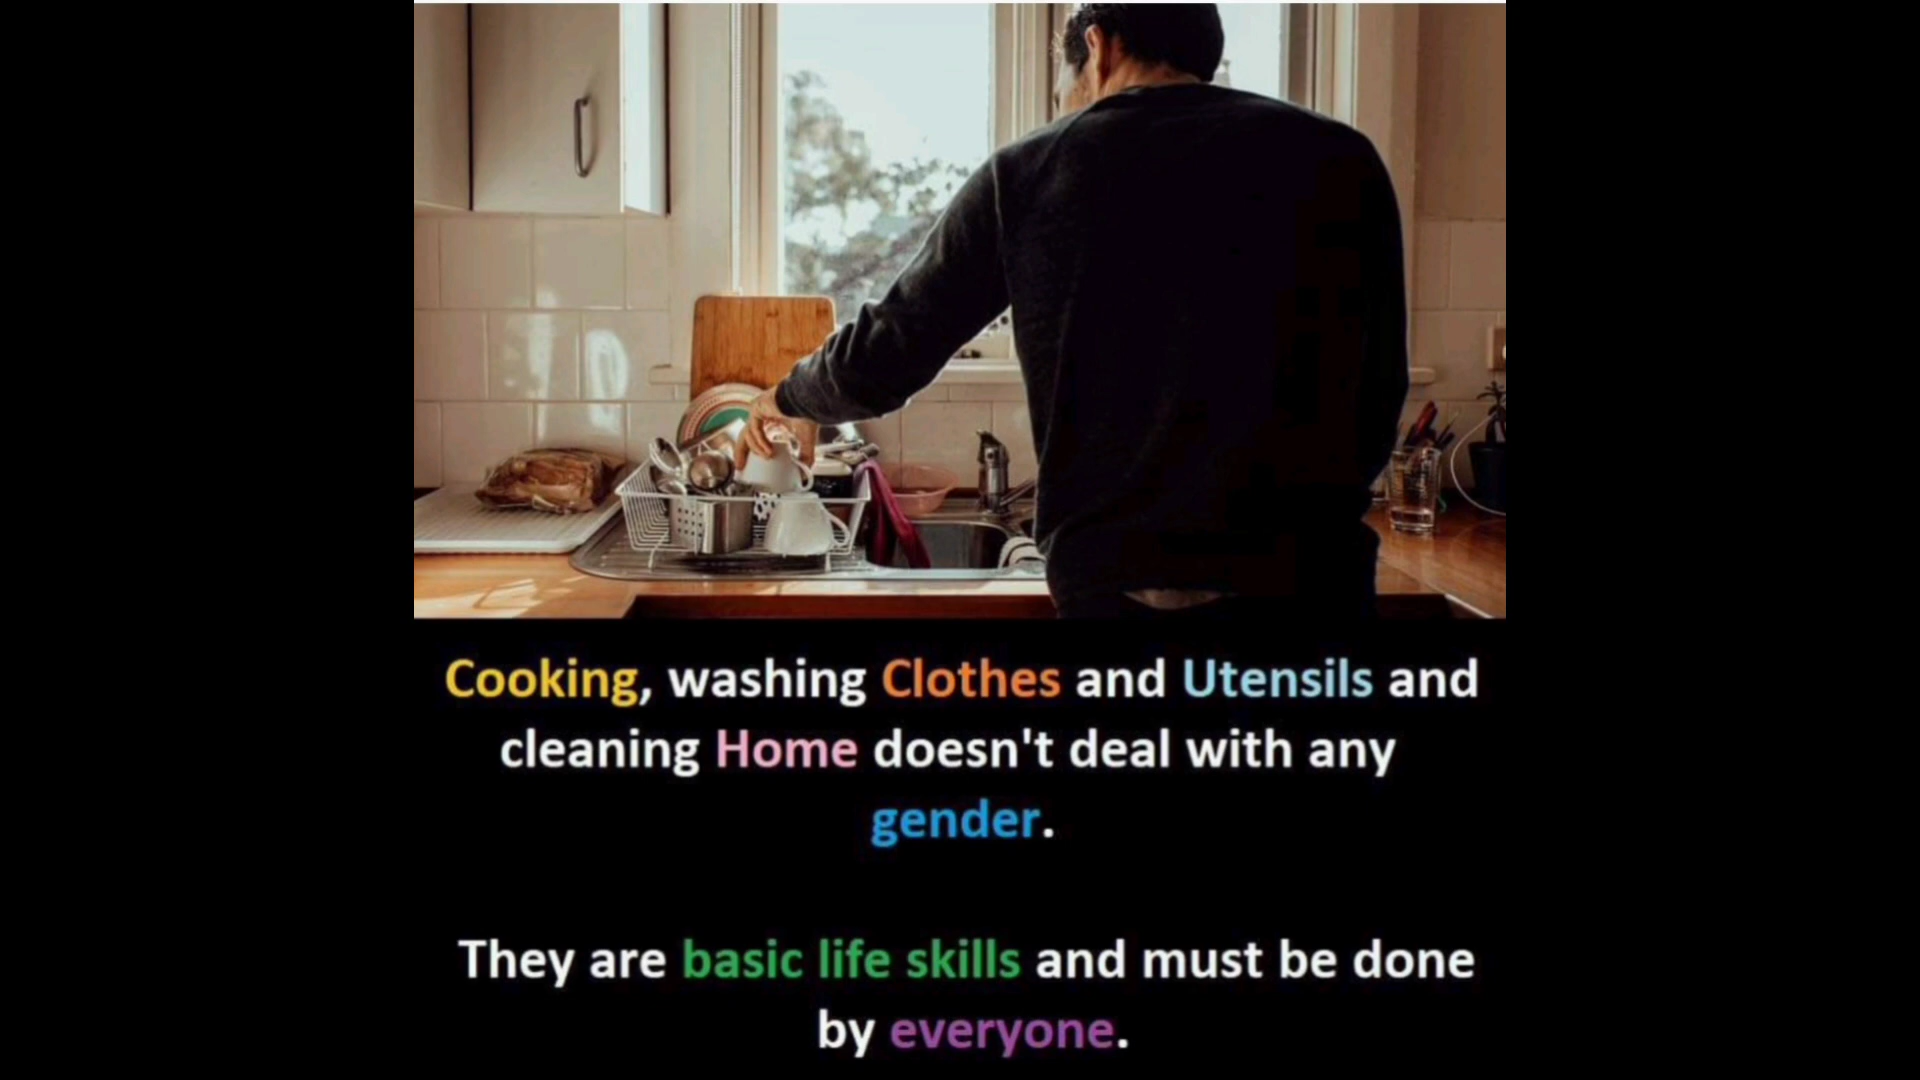 Cooking, washing Clothes and Utensils and
cleaning Home doesn't deal with any
gender.
They are basic life skills and must be done
by everyone.